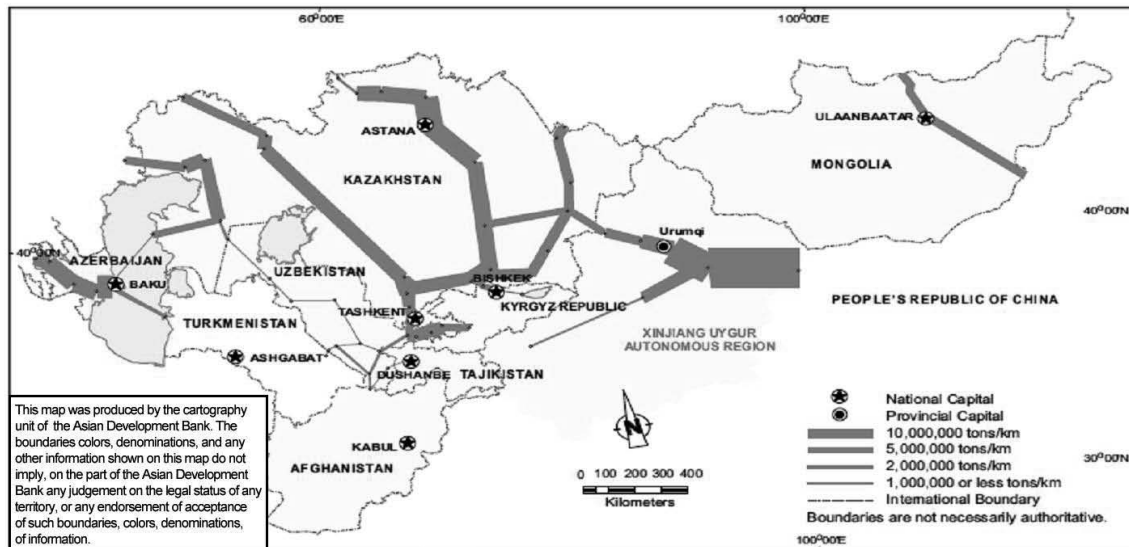 60°00'E
100°00'E
ULAANBAATAR
ASTANA
MONGOLIA
KAZAKHSTAN
40°00'N
Urumqi
40°00'N
AZERBAIJAN
UZBEKISTAN
BISHKEK
BAKU
KYRGYZ REPUBLIC
PEOPLE'S REPUBLIC OF CHINA
TASHKENT
TURKMENISTAN
XINJIANG UYGUR
AUTONOMOUS REGION
ASHGABAT
DUSHANBE
TAJIKISTAN
This map was produced by the cartography
unit of the Asian Development Bank. The
boundaries colors, denominations, and any
other information shown on this map do not
imply, on the part of the Asian Development
Bank any judgement on the legal status of any
territory, or any endorsement of acceptance
of such boundaries, colors, denominations,
of information.
KABUL
AFGHANISTAN
N
0 100 200 300 400
Kilometers
National Capital
Provincial Capital
10,000,000 tons/km
5,000,000 tons/km
2,000,000 tons/km
1,000,000 or less tons/km
International Boundary
Boundaries are not necessarily authoritative.
30°00'N
100°00'E